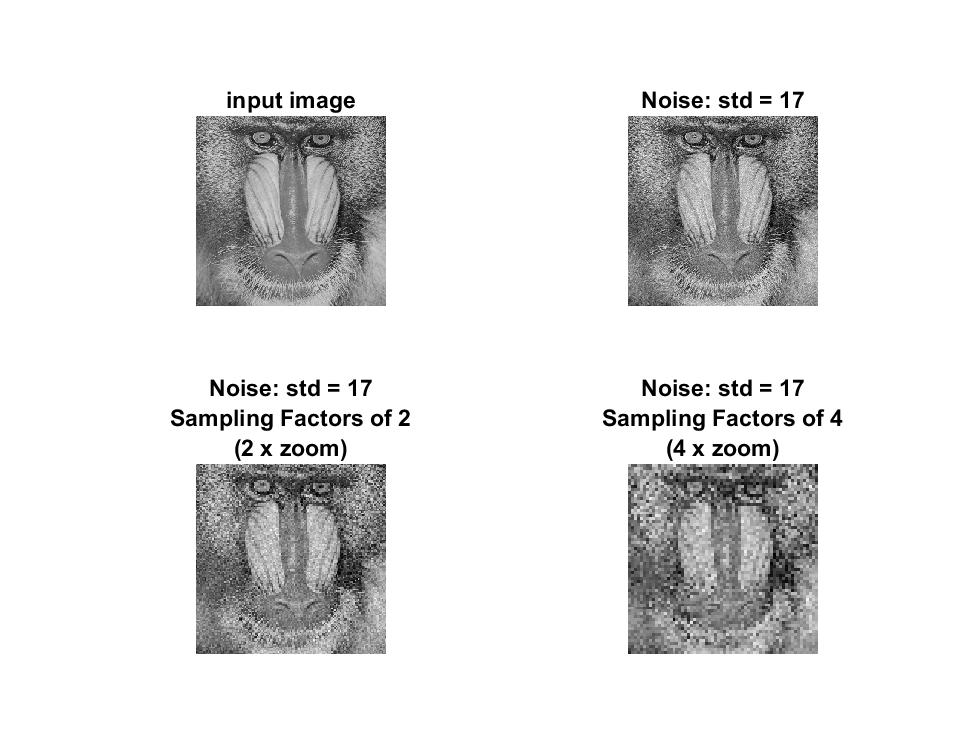 input image
Noise: std = 17
Noise: std = 17
Sampling Factors of 2
(2 x zoom)
Noise: std = 17
Sampling Factors of 4
(4 x zoom)